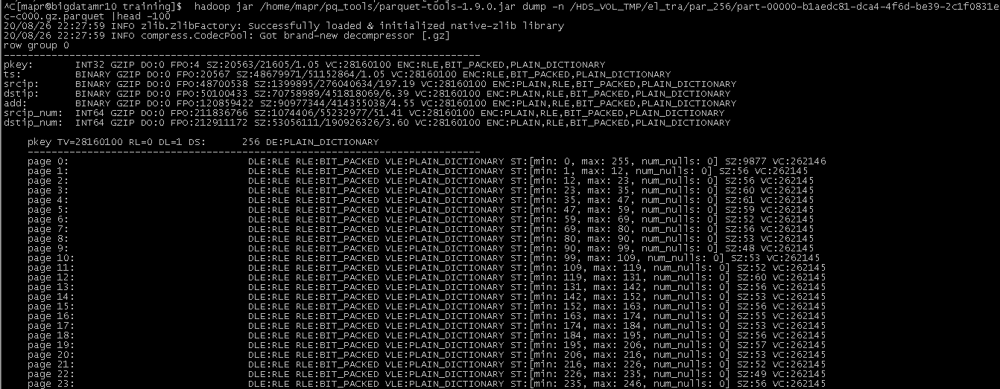 ^C[mapr@bigdatamr10 training]$  hadoop jar /home/mapr/pq_tools/parquet-tools-1.9.0.jar dump -n /HDS_VOL_TMP/el_tra/par_256/part-00000-b1aedc81-dca4-4f6d-be39-2c1f0831e
c-c000.gz.parquet |head -100
20/08/26 22:27:59 INFO zlib.ZlibFactory: Successfully loaded & initialized native-zlib library
20/08/26 22:27:59 INFO compress.CodecPool: Got brand-new decompressor [.gz]
row group 0
--------------------------------------------------------------------------------
pkey:       INT32 GZIP DO:0 FPO:4 SZ:20563/21605/1.05 VC:28160100 ENC:RLE,BIT_PACKED,PLAIN_DICTIONARY
ts:         BINARY GZIP DO:0 FPO:20567 SZ:48679971/51152864/1.05 VC:28160100 ENC:RLE,BIT_PACKED,PLAIN_DICTIONARY
srcip:      BINARY GZIP DO:0 FPO:48700538 SZ:1399895/276040634/197.19 VC:28160100 ENC:PLAIN,RLE,BIT_PACKED,PLAIN_DICTIONARY
dstip:      BINARY GZIP DO:0 FPO:50100433 SZ:70758989/451818069/6.39 VC:28160100 ENC:PLAIN,RLE,BIT_PACKED,PLAIN_DICTIONARY
add:        BINARY GZIP DO:0 FPO:120859422 SZ:90977344/414355038/4.55 VC:28160100 ENC:PLAIN,RLE,BIT_PACKED,PLAIN_DICTIONARY
srcip_num:  INT64 GZIP DO:0 FPO:211836766 SZ:1074406/55232977/51.41 VC:28160100 ENC:PLAIN,RLE,BIT_PACKED,PLAIN_DICTIONARY
dstip_num:  INT64 GZIP DO:0 FPO:212911172 SZ:53056111/190926326/3.60 VC:28160100 ENC:PLAIN,RLE,BIT_PACKED,PLAIN_DICTIONARY
pkey TV=28160100 RL=0 DL=1 DS:      256 DE:PLAIN_DICTIONARY
----------------------------------------------------------------------------
page 0:  DLE:RLE RLE:BIT_PACKED VLE:PLAIN_DICTIONARY ST:[min: 0, max: 255, num_nulls: 0] SZ:9877 VC:262146
page 1:  DLE:RLE RLE:BIT_PACKED VLE:PLAIN_DICTIONARY ST:[min: 1, max: 12, num_nulls: 0] SZ:56 VC:262145
page 2:  DLE:RLE RLE:BIT_PACKED VLE:PLAIN_DICTIONARY ST:[min: 12, max: 23, num_nulls: 0] SZ:56 VC:262145
page 3:  DLE:RLE RLE:BIT_PACKED VLE:PLAIN_DICTIONARY ST:[min: 23, max: 35, num_nulls: 0] SZ:60 VC:262145
page 4:  DLE:RLE RLE:BIT_PACKED VLE:PLAIN_DICTIONARY ST:[min: 35, max: 47, num_nulls: 0] SZ:61 VC:262145
page 5:  DLE:RLE RLE:BIT_PACKED VLE:PLAIN_DICTIONARY ST:[min: 47, max: 59, num_nulls: 0] SZ:59 VC:262145
page 6:  DLE:RLE RLE:BIT_PACKED VLE:PLAIN_DICTIONARY ST:[min: 59, max: 69, num_nulls: 0] SZ:52 VC:262145
page 7:  DLE:RLE RLE:BIT_PACKED VLE:PLAIN_DICTIONARY ST:[min: 69, max: 80, num_nulls: 0] SZ:56 VC:262145
page 8:  DLE:RLE RLE:BIT_PACKED VLE:PLAIN_DICTIONARY ST:[min: 80, max: 90, num_nulls: 0] SZ:53 VC:262145
page 9:  DLE:RLE RLE:BIT_PACKED VLE:PLAIN_DICTIONARY ST:[min: 90, max: 99, num_nulls: 0] SZ:48 VC:262145
page 10:  DLE:RLE RLE:BIT_PACKED VLE:PLAIN_DICTIONARY ST:[min: 99, max: 109, num_nulls: 0] SZ:53 VC:262145
page 11:  DLE:RLE RLE:BIT_PACKED VLE:PLAIN_DICTIONARY ST:[min: 109, max: 119, num_nulls: 0] SZ:52 VC:262145
page 12:  DLE:RLE RLE:BIT_PACKED VLE:PLAIN_DICTIONARY ST:[min: 119, max: 131, num_nulls: 0] SZ:60 VC:262145
page 13:  DLE:RLE RLE:BIT_PACKED VLE:PLAIN_DICTIONARY ST:[min: 131, max: 142, num_nulls: 0] SZ:56 VC:262145
page 14:  DLE:RLE RLE:BIT_PACKED VLE:PLAIN_DICTIONARY ST:[min: 142, max: 152, num_nulls: 0] SZ:53 VC:262145
page 15:  DLE:RLE RLE:BIT_PACKED VLE:PLAIN_DICTIONARY ST:[min: 152, max: 163, num_nulls: 0] SZ:56 VC:262145
page 16:  DLE:RLE RLE:BIT_PACKED VLE:PLAIN_DICTIONARY ST:[min: 163, max: 174, num_nulls: 0] SZ:55 VC:262145
page 17:  DLE:RLE RLE:BIT_PACKED VLE:PLAIN_DICTIONARY ST:[min: 174, max: 184, num_nulls: 0] SZ:53 VC:262145
page 18:  DLE:RLE RLE:BIT_PACKED VLE:PLAIN_DICTIONARY ST:[min: 184, max: 195, num_nulls: 0] SZ:56 VC:262145
page 19:  DLE:RLE RLE:BIT_PACKED VLE:PLAIN_DICTIONARY ST:[min: 195, max: 206, num_nulls: 0] SZ:57 VC:262145
page 20:  DLE:RLE RLE:BIT_PACKED VLE:PLAIN_DICTIONARY ST:[min: 206, max: 216, num_nulls: 0] SZ:53 VC:262145
page 21:  DLE:RLE RLE:BIT_PACKED VLE:PLAIN_DICTIONARY ST:[min: 216, max: 226, num_nulls: 0] SZ:52 VC:262145
page 22:  DLE:RLE RLE:BIT_PACKED VLE:PLAIN_DICTIONARY ST:[min: 226, max: 235, num_nulls: 0] SZ:49 VC:262145
page 23:  DLE:RLE RLE:BIT_PACKED VLE:PLAIN_DICTIONARY ST:[min: 235, max: 246, num_nulls: 0] SZ:56 VC:262145